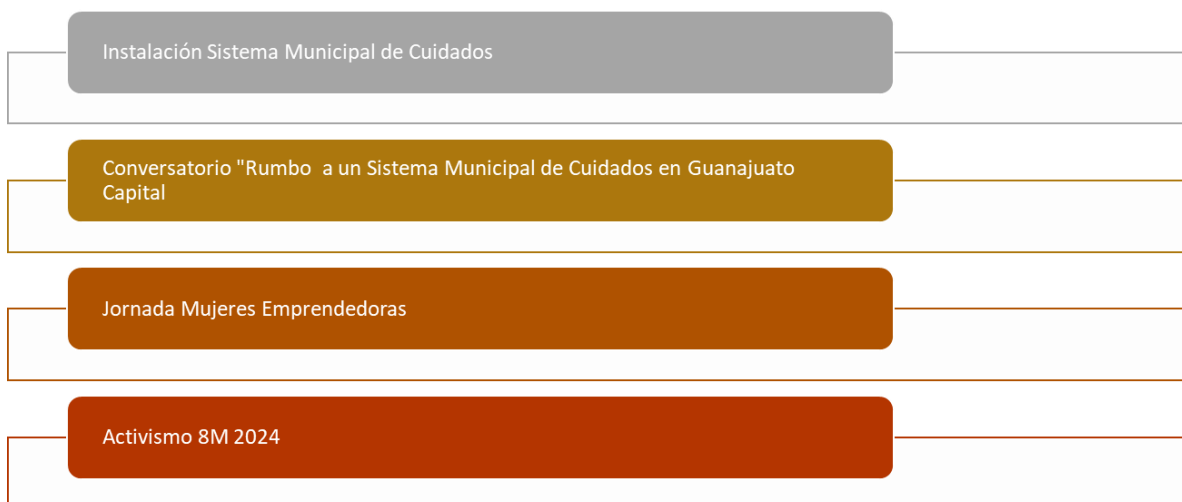 Instalación Sistema Municipal de Cuidados
Conversatorio "Rumbo  a un Sistema Municipal de Cuidados en Guanajuato
Capital
Jornada Mujeres Emprendedoras
Activismo 8M 2024